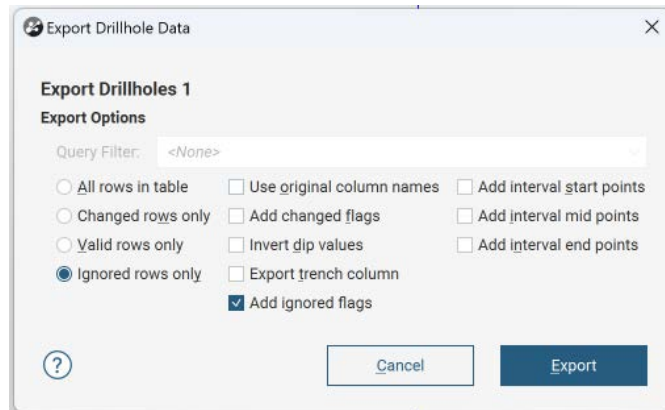 Export Drillhole Data
Export Drillholes 1
Export Options
Query Filter: <None>
All rows in table Use original column names Add interval start points
Changed rows only Add changed flags Add interval mid points
Valid rows only Invert dip values Add interval end points
Ignored rows only Export trench column
Add ignored flags
? Cancel Export